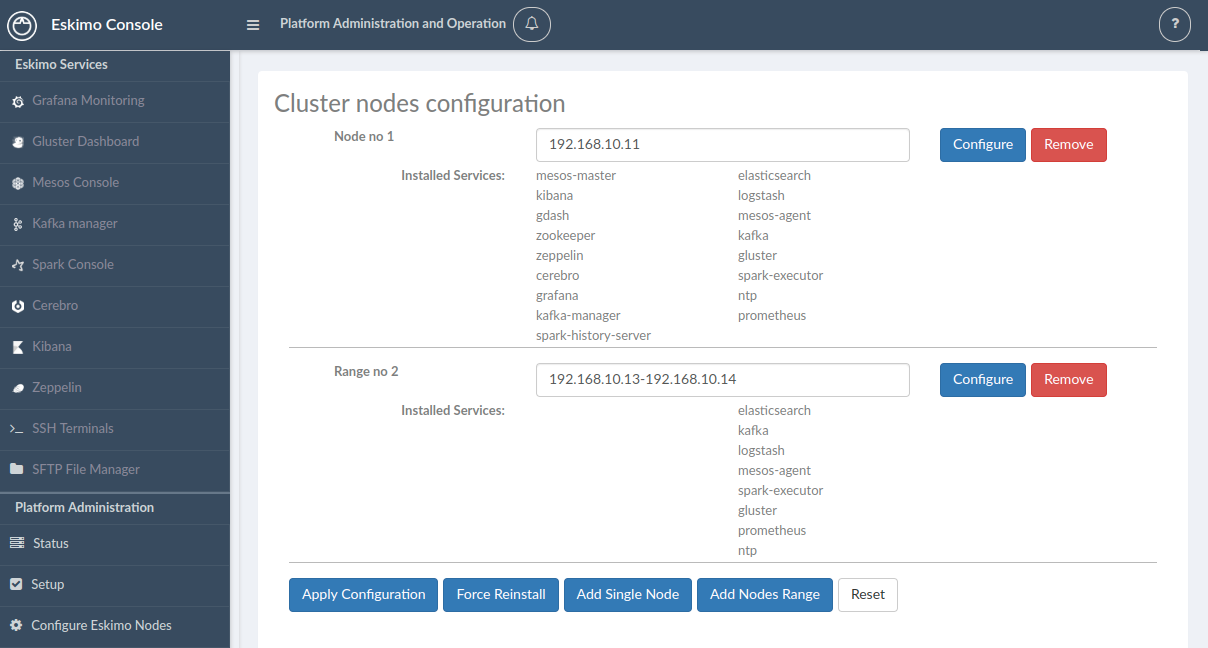 Eskimo Console
Platform Administration and Operation
?
Eskimo Services
Grafana Monitoring
Gluster Dashboard
Mesos Console
Kafka manager
Spark Console
Cerebro
Kibana
Zeppelin
SSH Terminals
SFTP File Manager
Platform Administration
Status
Setup
Configure Eskimo Nodes
Cluster nodes configuration
Node no 1 192.168.10.11 Configure Remove
Installed Services: mesos-master elasticsearch
kibana logstash
gdash mesos-agent
zookeeper kafka
zeppelin gluster
cerebro spark-executor
grafana ntp
kafka-manager prometheus
spark-history-server
Range no 2 192.168.10.13-192.168.10.14 Configure Remove
Installed Services: elasticsearch
kafka
logstash
mesos-agent
spark-executor
gluster
prometheus
ntp
Apply Configuration Force Reinstall Add Single Node Add Nodes Range Reset